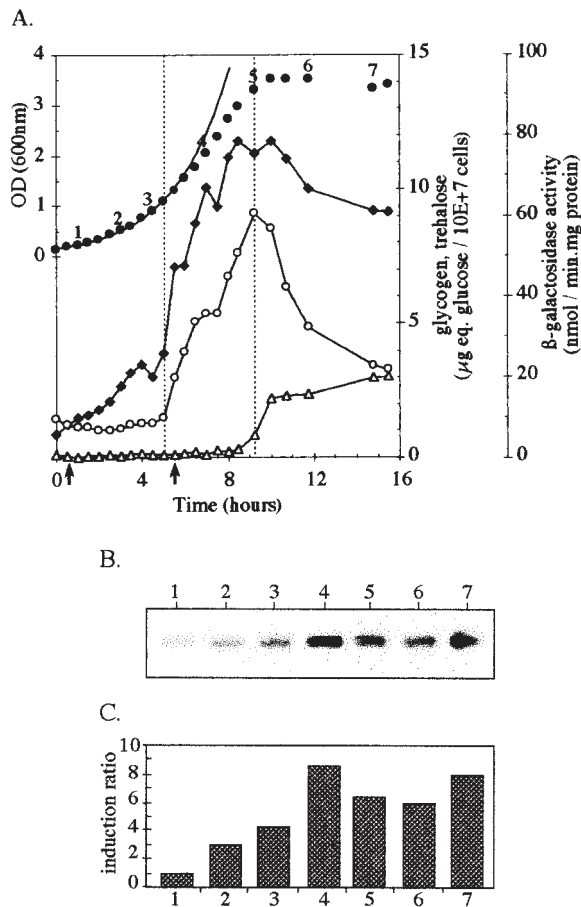 A.
OD (600nm)
4
3
2
1
0
1
2
3
4
5
6
7
15
10
5
0
glycogen, trehalose
(µg eq. glucose / 10E+7 cells)
100
80
60
40
20
0
ß-galactosidase activity
(nmol / min.mg protein)
0
4
8
12
16
Time (hours)
B.
1 2 3 4 5 6 7
C.
induction ratio
10
8
6
4
2
0
1 2 3 4 5 6 7